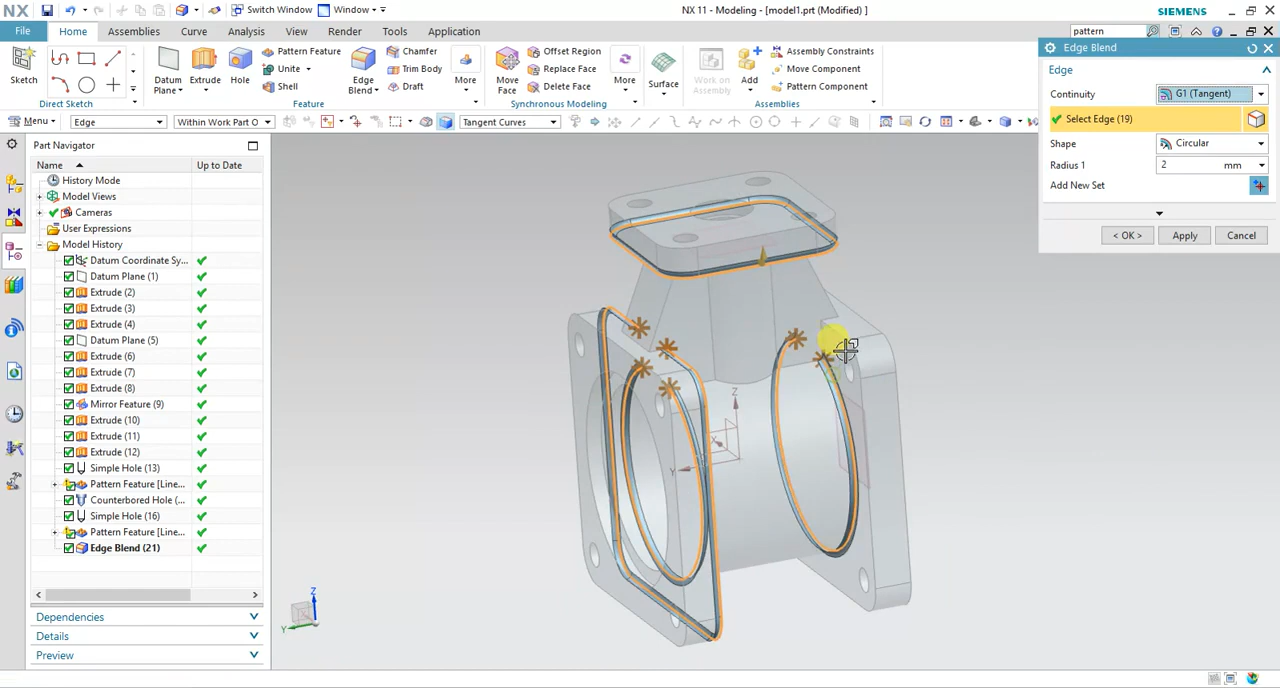 NX
Switch Window
Window
NX 11 - Modeling - [model1.prt (Modified) ]
SIEMENS
File
Home
Assemblies
Curve
Analysis
View
Render
Tools
Application
pattern
Sketch
Direct Sketch
Datum
Plane
Extrude
Hole
Pattern Feature
Unite
Shell
Feature
Edge
Blend
Chamfer
Trim Body
Draft
More
Move
Face
Offset Region
Replace Face
Delete Face
Synchronous Modeling
More
Surface
Work on
Assembly
Add
Assembly Constraints
Move Component
Pattern Component
Assemblies
Menu
Edge
Within Work Part O
Tangent Curves
Edge Blend
Edge
Continuity
G1 (Tangent)
Select Edge (19)
Shape
Circular
Radius 1
2
mm
Add New Set
< OK >
Apply
Cancel
Part Navigator
Name
Up to Date
History Mode
Model Views
Cameras
User Expressions
Model History
Datum Coordinate Sy...
Datum Plane (1)
Extrude (2)
Extrude (3)
Extrude (4)
Datum Plane (5)
Extrude (6)
Extrude (7)
Extrude (8)
Mirror Feature (9)
Extrude (10)
Extrude (11)
Extrude (12)
Simple Hole (13)
Pattern Feature [Line...
Counterbored Hole (...
Simple Hole (16)
Pattern Feature [Line...
Edge Blend (21)
Dependencies
Details
Preview
Z
X
Y
Z
Y